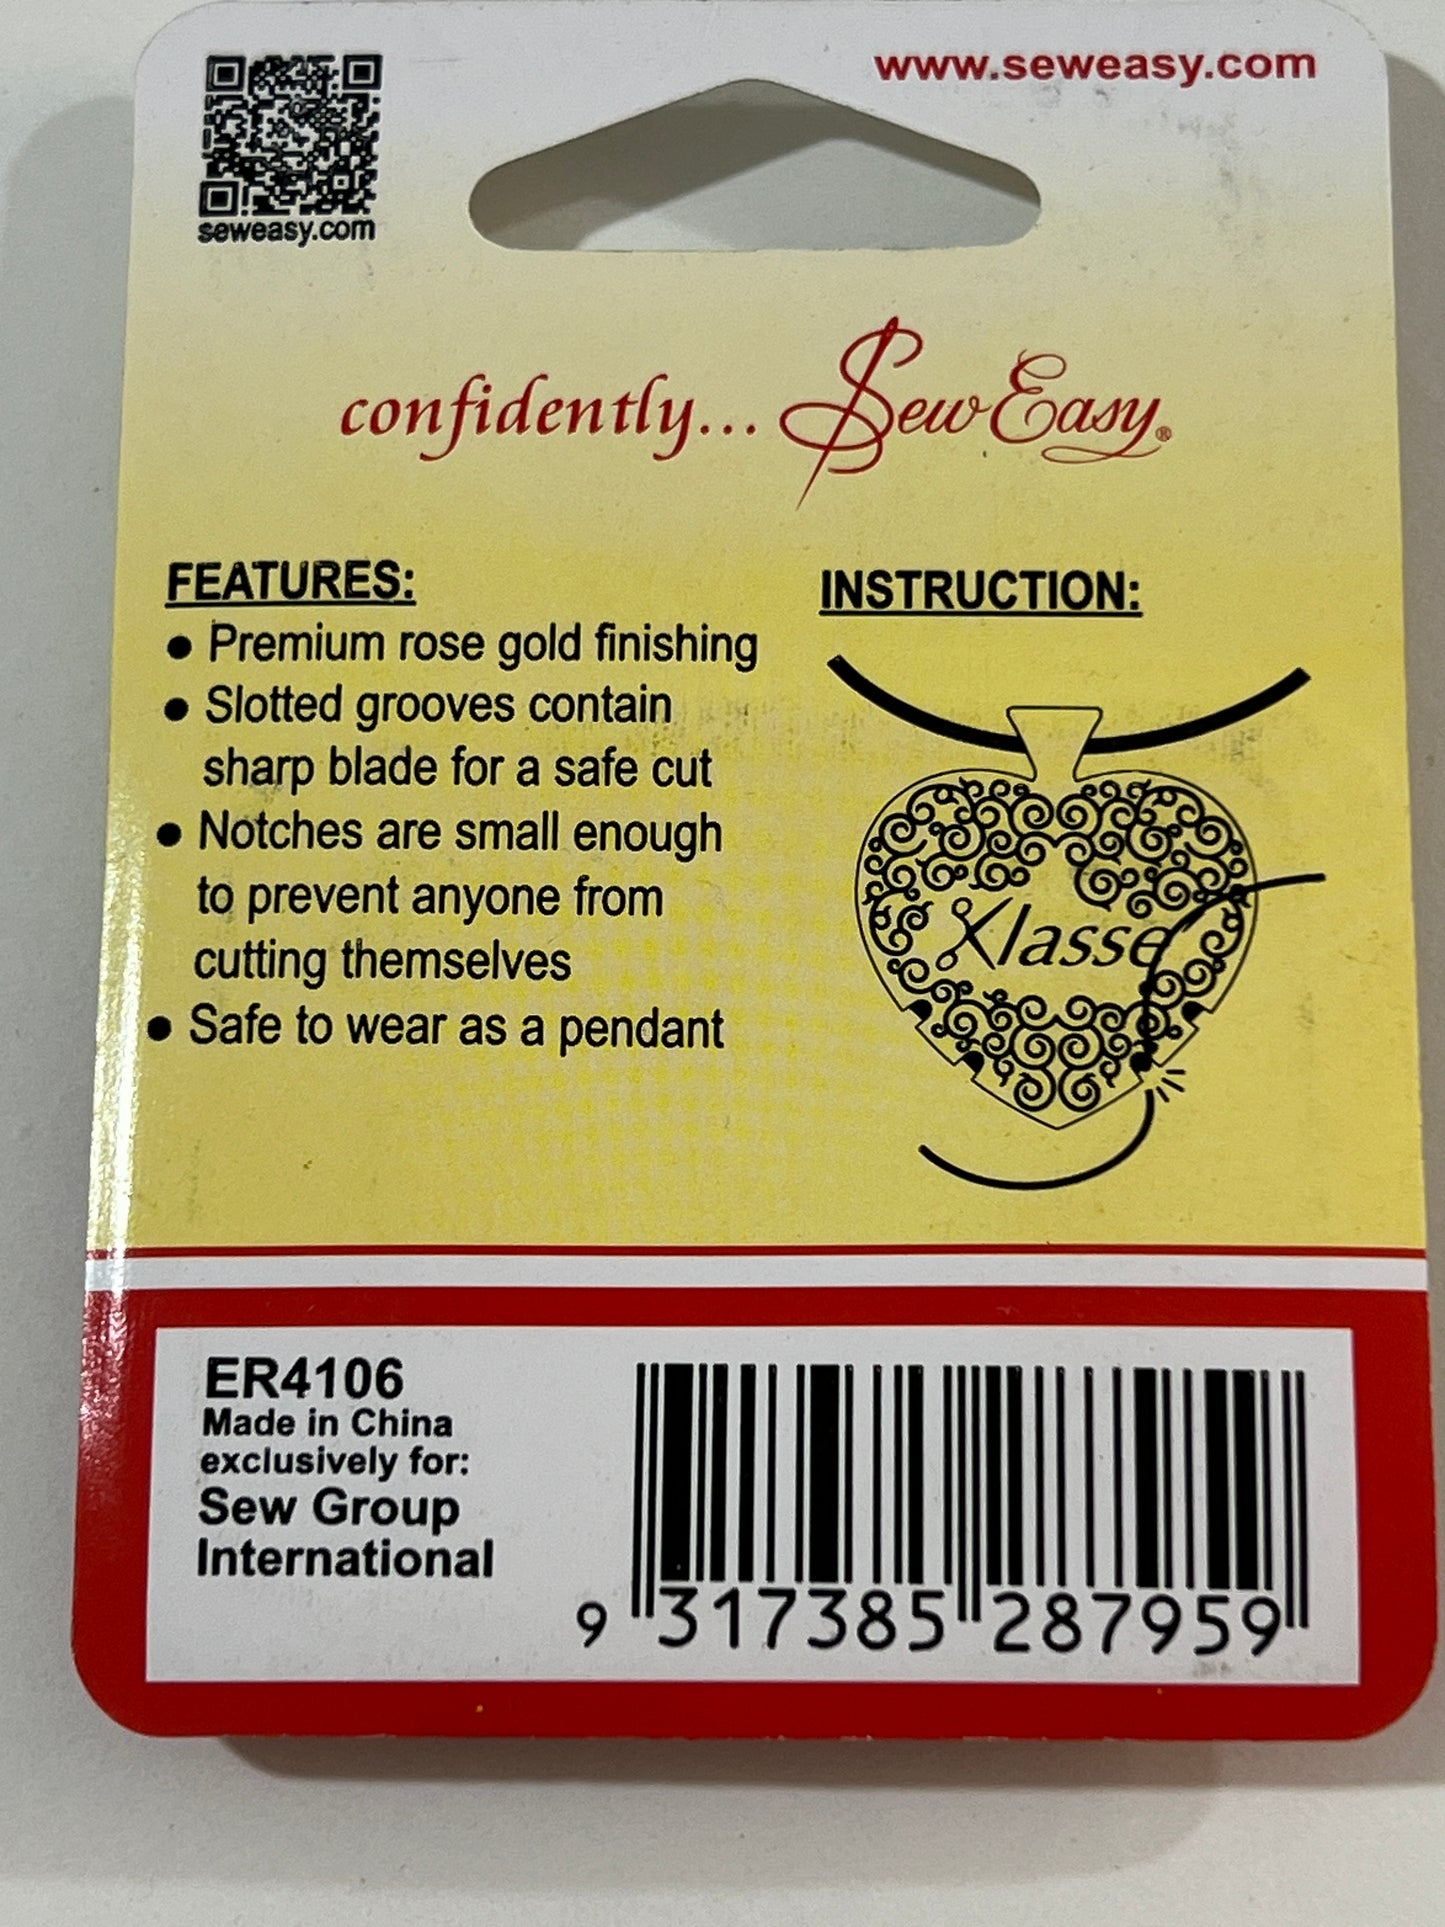 www.seweasy.com
seweasy.com
confidently... Sew Easy®
FEATURES:
● Premium rose gold finishing
● Slotted grooves contain
sharp blade for a safe cut
● Notches are small enough
to prevent anyone from
cutting themselves
● Safe to wear as a pendant
INSTRUCTION:
Klasse
ER4106
Made in China
exclusively for:
Sew Group
International
9 317385 287959